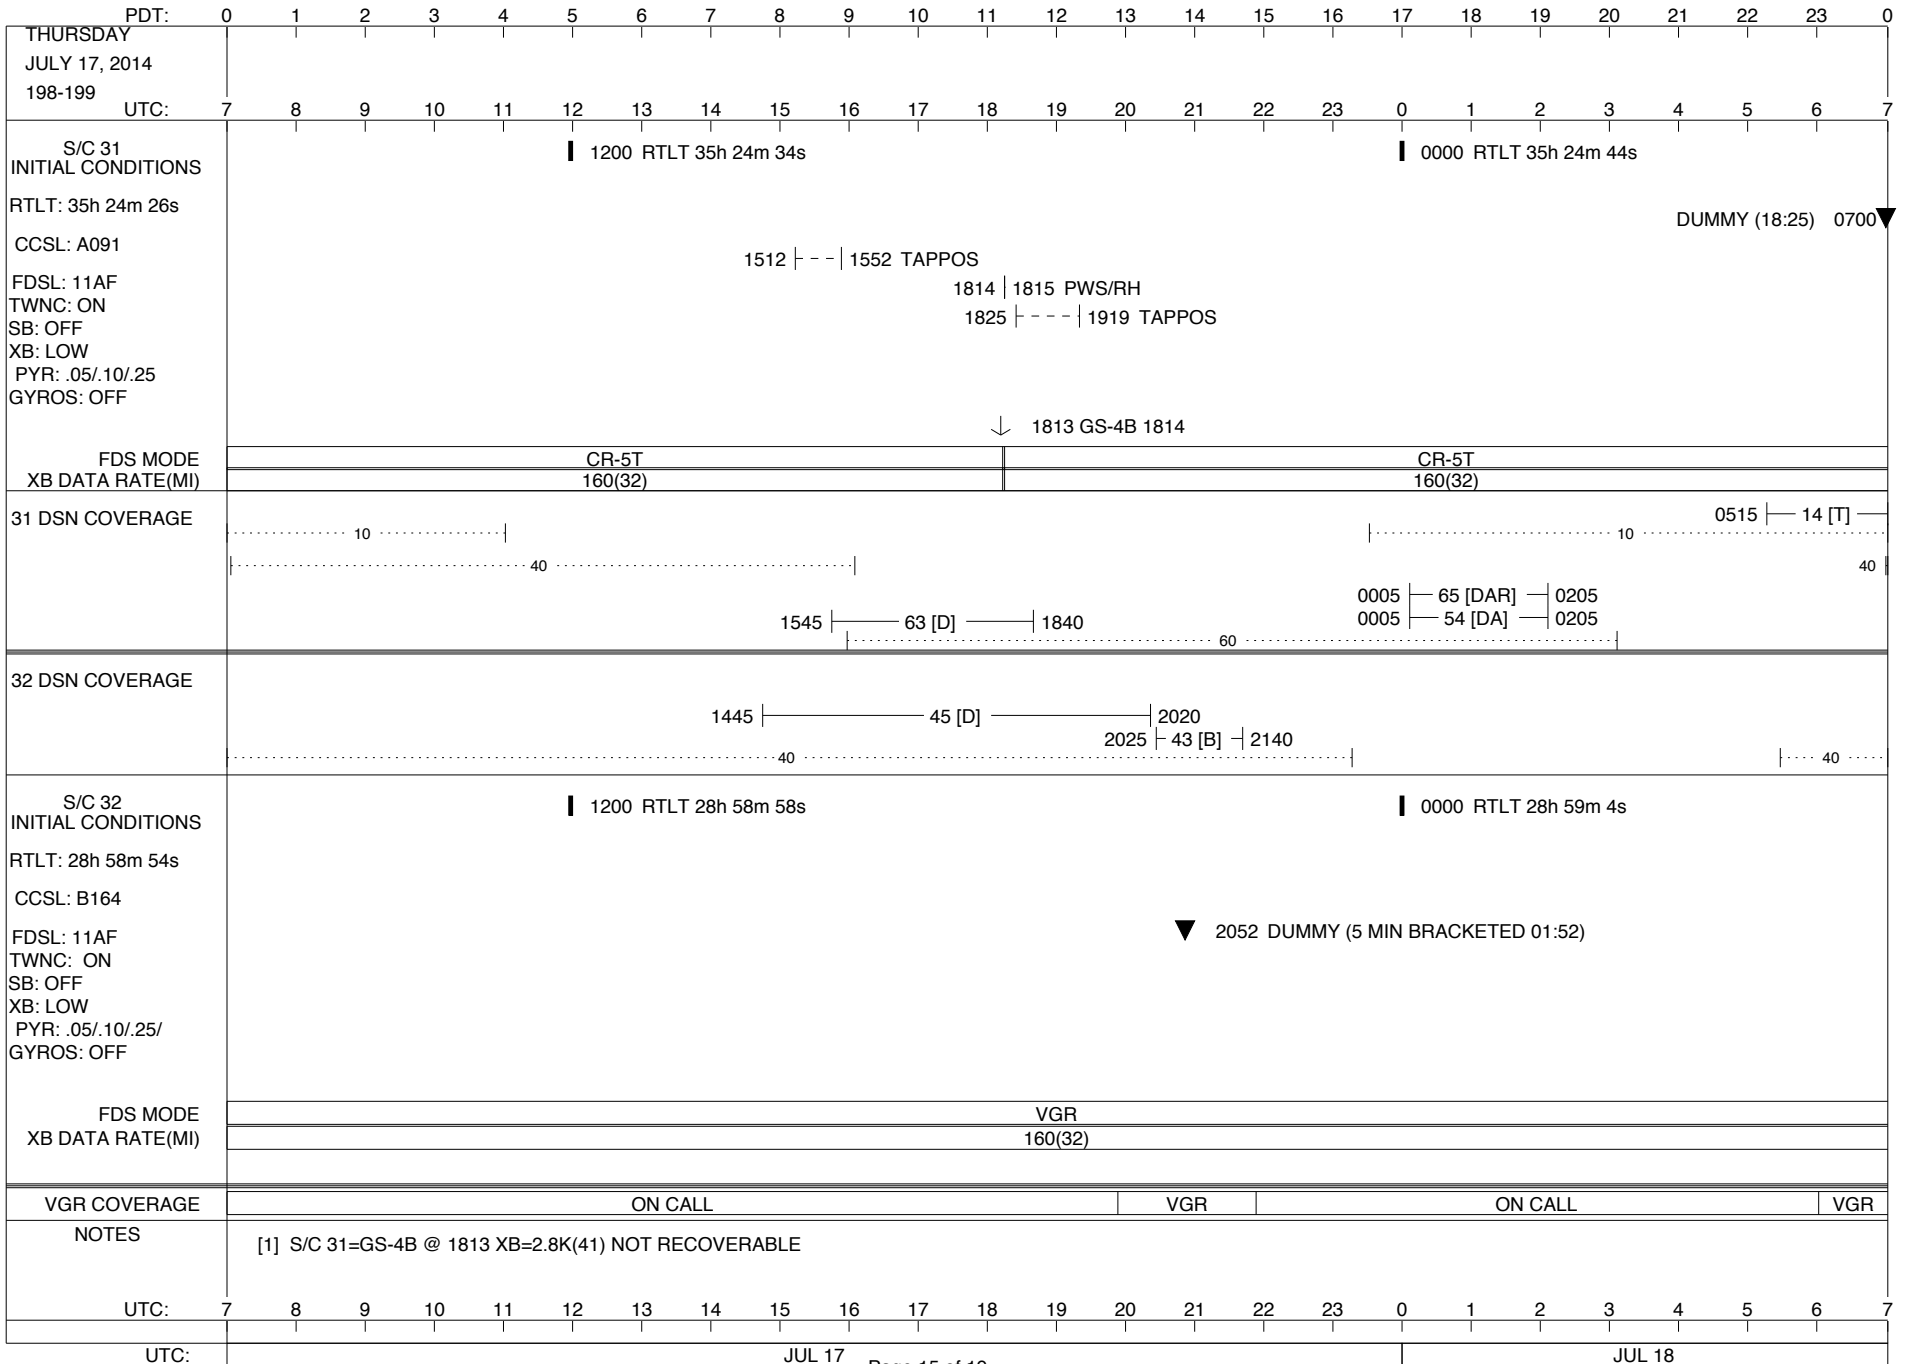 PDT: 0 1 2 3 4 5 6 7 8 9 10 11 12 13 14 15 16 17 18 19 20 21 22 23 0
THURSDAY
JULY 17, 2014
198-199
UTC: 7 8 9 10 11 12 13 14 15 16 17 18 19 20 21 22 23 0 1 2 3 4 5 6 7
S/C 31
INITIAL CONDITIONS
1200 RTLT 35h 24m 34s
0000 RTLT 35h 24m 44s
RTLT: 35h 24m 26s
DUMMY (18:25) 0700
CCSL: A091
1512 1552 TAPPOS
FDSL: 11AF
1814 1815 PWS/RH
TWNC: ON
1825 1919 TAPPOS
SB: OFF
XB: LOW
PYR: .05/.10/.25
GYROS: OFF
1813 GS-4B 1814
FDS MODE CR-5T CR-5T
XB DATA RATE(MI) 160(32) 160(32)
31 DSN COVERAGE
0515 14 [T]
10 10
40 40
0005 65 [DAR] 0205
1545 63 [D] 1840
0005 54 [DA] 0205
60
32 DSN COVERAGE
1445 45 [D] 2020
2025 43 [B] 2140
40 40
S/C 32
INITIAL CONDITIONS
1200 RTLT 28h 58m 58s
0000 RTLT 28h 59m 4s
RTLT: 28h 58m 54s
CCSL: B164
2052 DUMMY (5 MIN BRACKETED 01:52)
FDSL: 11AF
TWNC: ON
SB: OFF
XB: LOW
PYR: .05/.10/.25/
GYROS: OFF
FDS MODE VGR
XB DATA RATE(MI) 160(32)
VGR COVERAGE ON CALL VGR ON CALL VGR
NOTES
[1] S/C 31=GS-4B @ 1813 XB=2.8K(41) NOT RECOVERABLE
UTC: 7 8 9 10 11 12 13 14 15 16 17 18 19 20 21 22 23 0 1 2 3 4 5 6 7
UTC: JUL 17 JUL 18